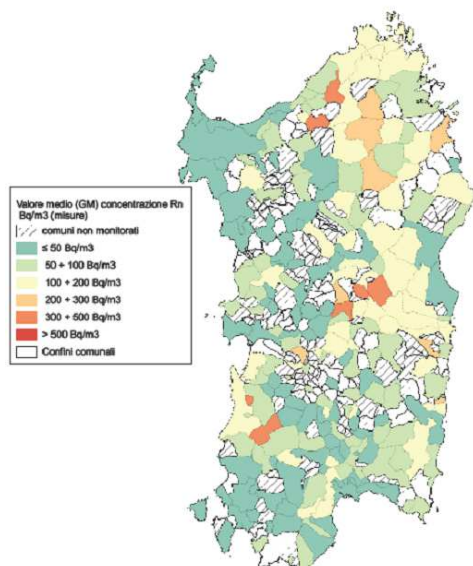 Valore medio (GM) concentrazione Rn
Bq/m3 (misure)
comuni non monitorati
≤ 50 Bq/m3
50 ÷ 100 Bq/m3
100 ÷ 200 Bq/m3
200 ÷ 300 Bq/m3
300 ÷ 500 Bq/m3
> 500 Bq/m3
Confini comunali